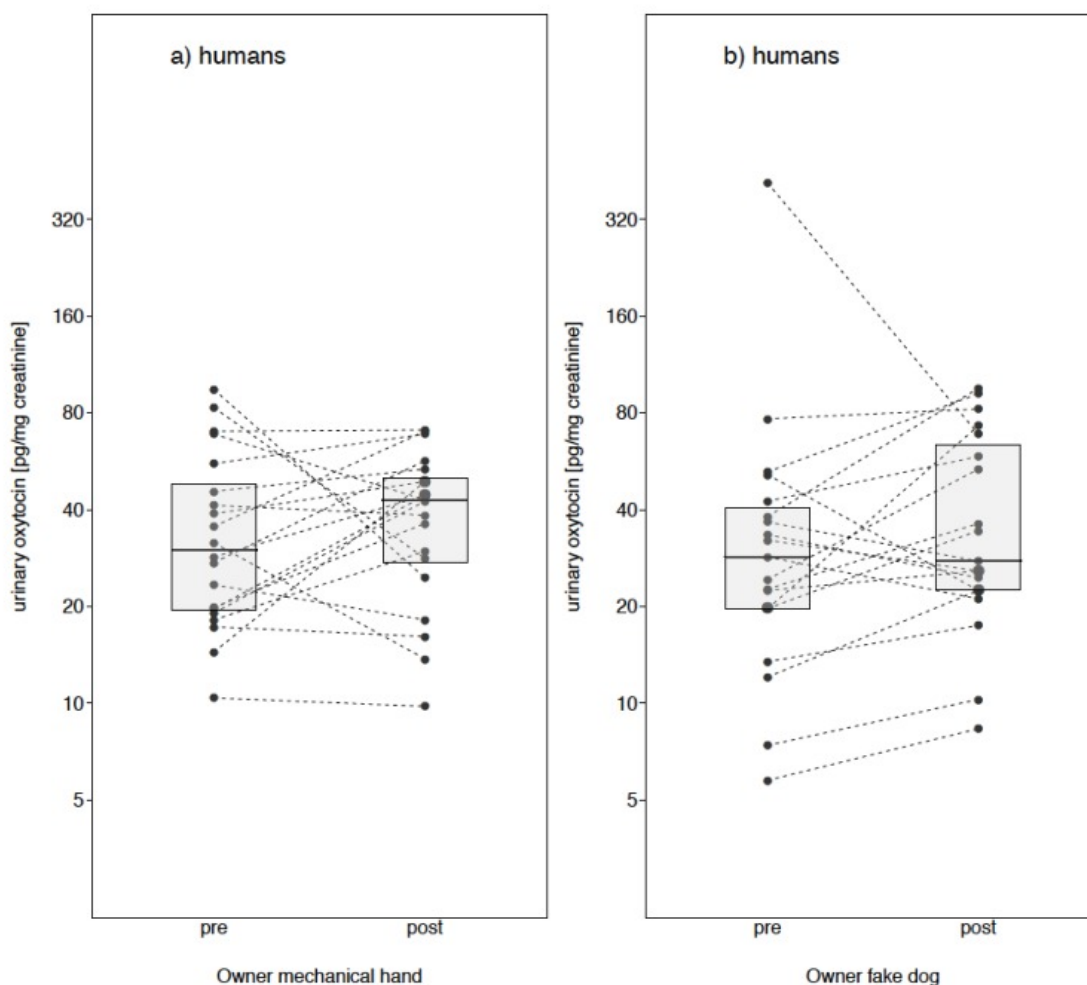 a) humans
urinary oxytocin [pg/mg creatinine]
320
160
80
40
20
10
5
pre post
Owner mechanical hand
b) humans
urinary oxytocin [pg/mg creatinine]
320
160
80
40
20
10
5
pre post
Owner fake dog